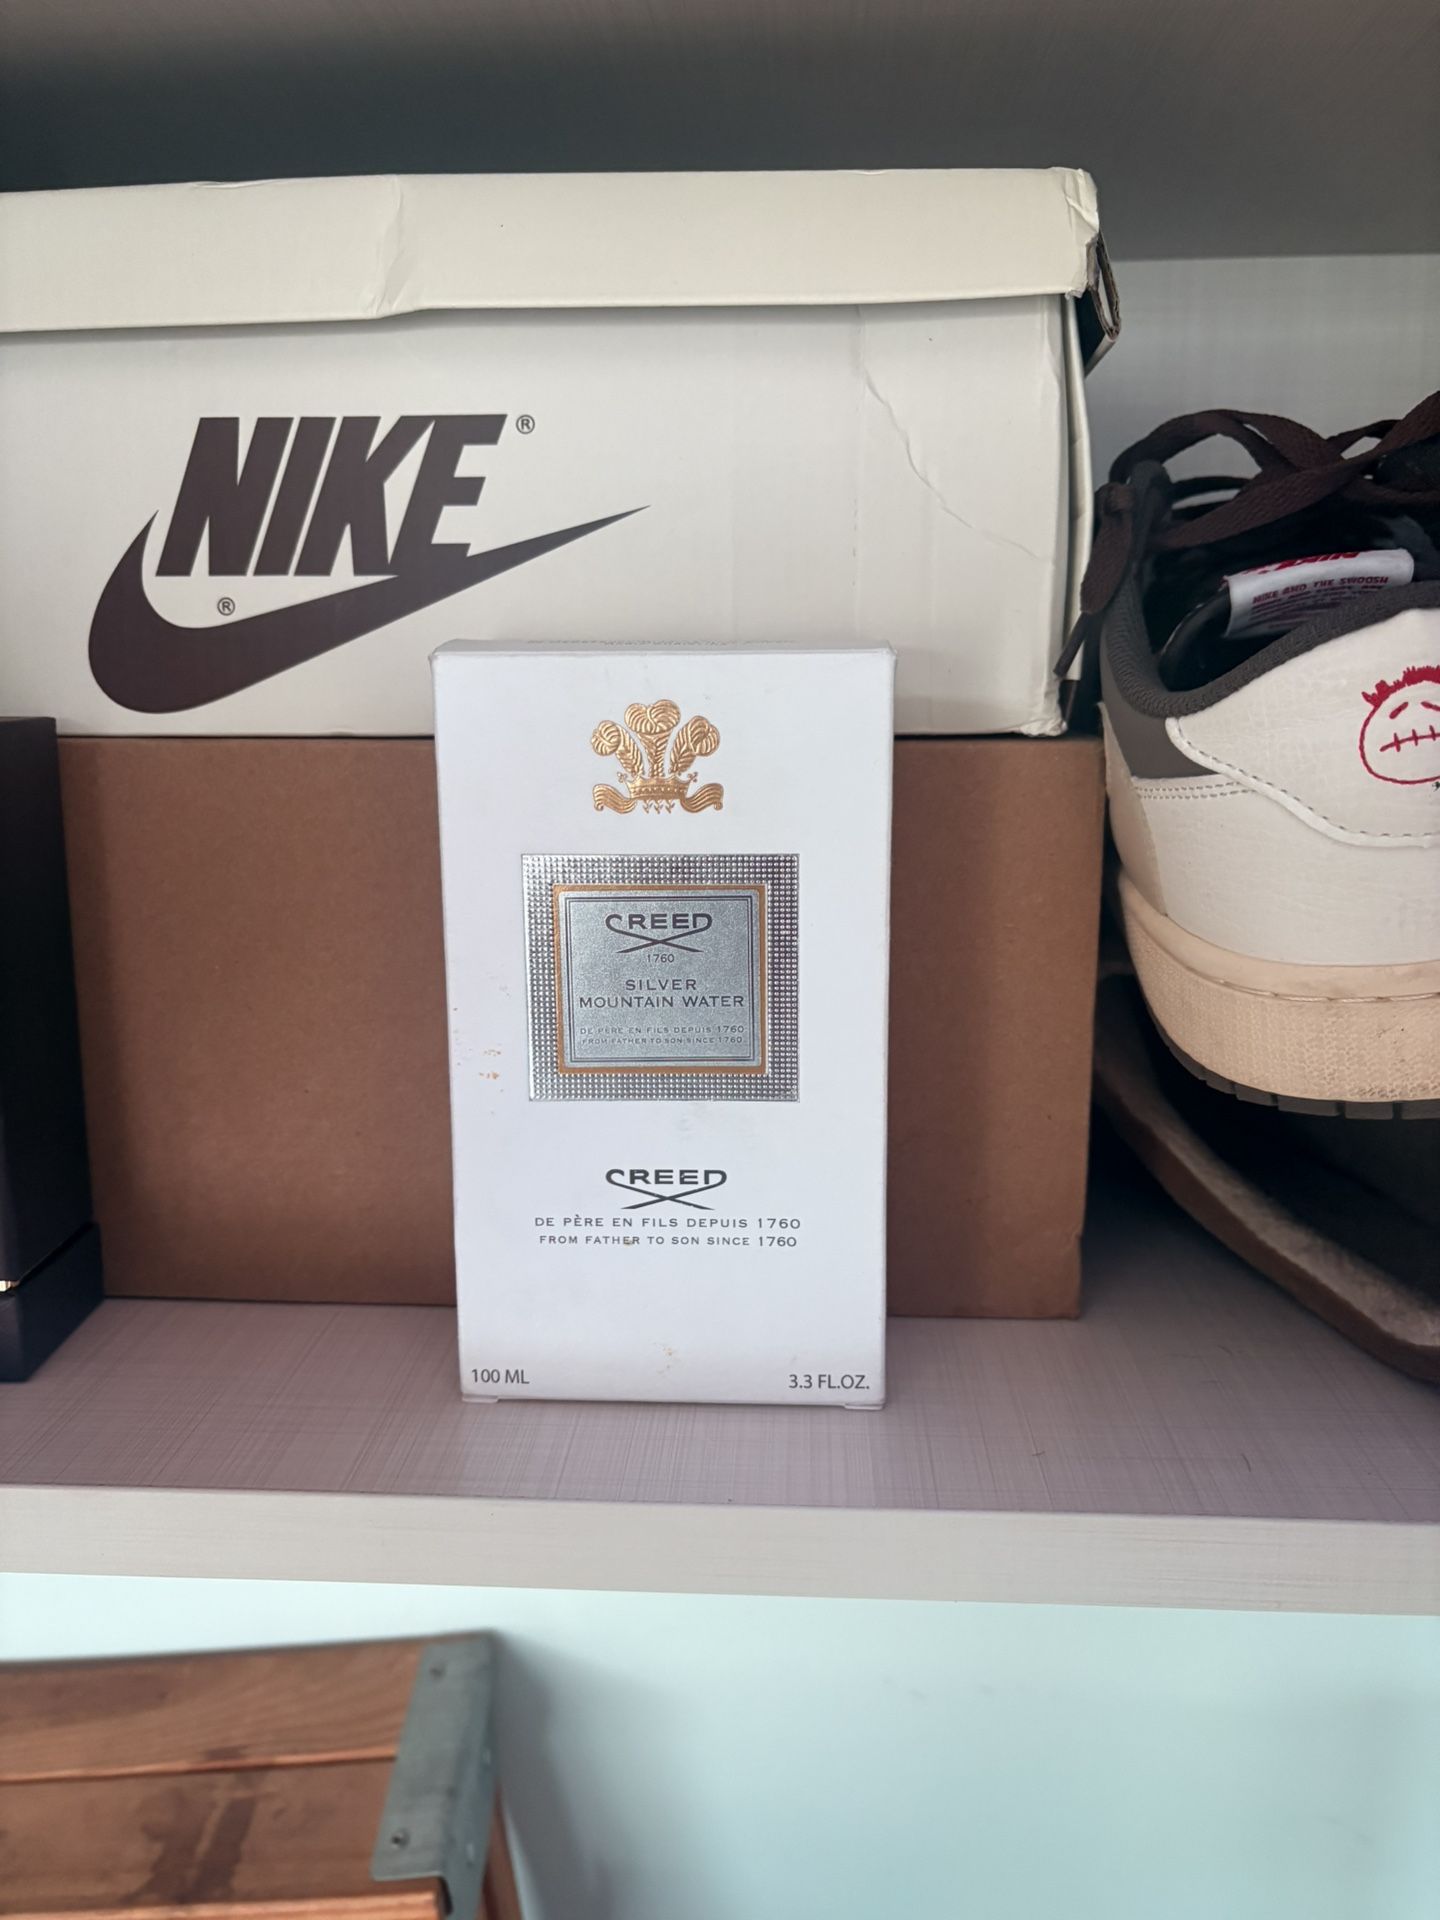 NIKE®
®
CREED
1760
SILVER
MOUNTAIN WATER
DE PÈRE EN FILS DEPUIS 1760
FROM FATHER TO SON SINCE 1760
CREED
DE PÈRE EN FILS DEPUIS 1760
FROM FATHER TO SON SINCE 1760
100 ML
3.3 FL.OZ.
NIKE
NIKE AND THE SWOOSH